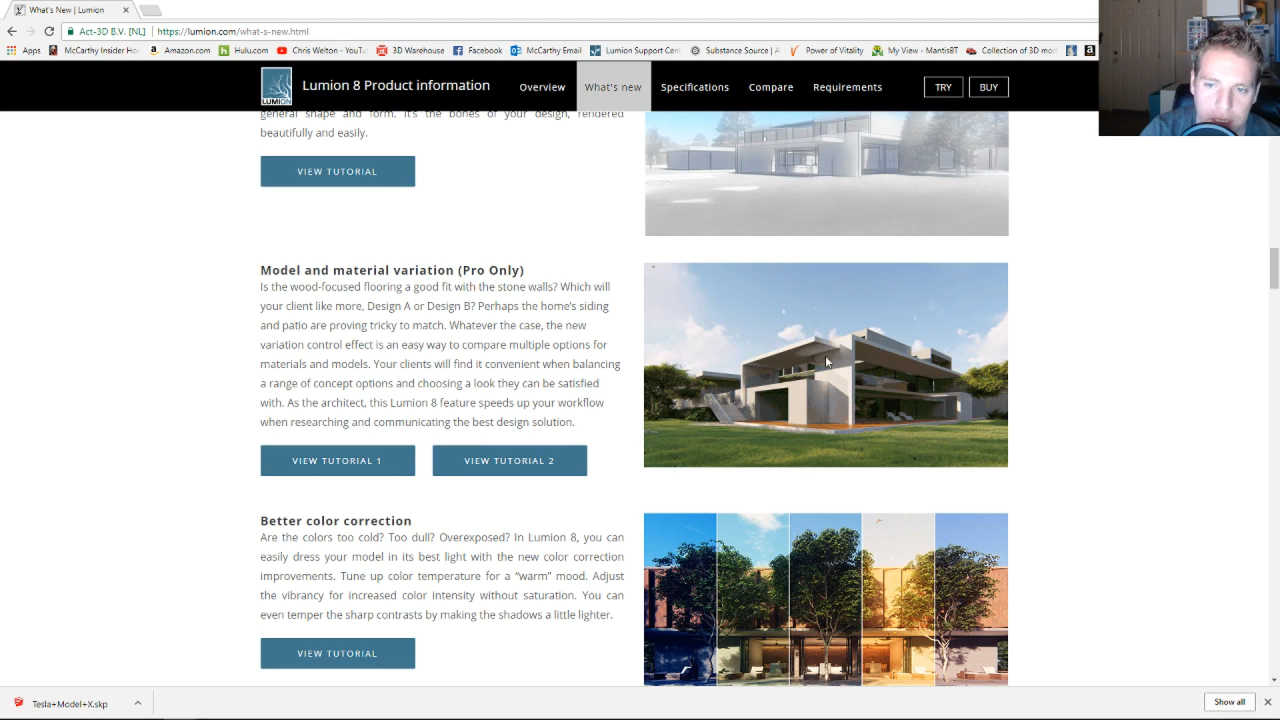 What's New | Lumion
Act-3D B.V. [NL] https://lumion.com/what-s-new.html
Apps McCarthy Insider Ho Amazon.com Hulu.com Chris Welton - YouTu 3D Warehouse Facebook McCarthy Email Lumion Support Cen Substance Source | A Power of Vitality My View - MantisBT Collection of 3D mod
LUMION Lumion 8 Product information Overview What's new Specifications Compare Requirements TRY BUY
general shape and form. It's the bones of your design, rendered
beautifully and easily.
VIEW TUTORIAL
Model and material variation (Pro Only)
Is the wood-focused flooring a good fit with the stone walls? Which will
your client like more, Design A or Design B? Perhaps the home's siding
and patio are proving tricky to match. Whatever the case, the new
variation control effect is an easy way to compare multiple options for
materials and models. Your clients will find it convenient when balancing
a range of concept options and choosing a look they can be satisfied
with. As the architect, this Lumion 8 feature speeds up your workflow
when researching and communicating the best design solution.
VIEW TUTORIAL 1 VIEW TUTORIAL 2
Better color correction
Are the colors too cold? Too dull? Overexposed? In Lumion 8, you can
easily dress your model in its best light with the new color correction
improvements. Tune up color temperature for a “warm” mood. Adjust
the vibrancy for increased color intensity without saturation. You can
even temper the sharp contrasts by making the shadows a little lighter.
VIEW TUTORIAL
Tesla+Model+X.skp Show all